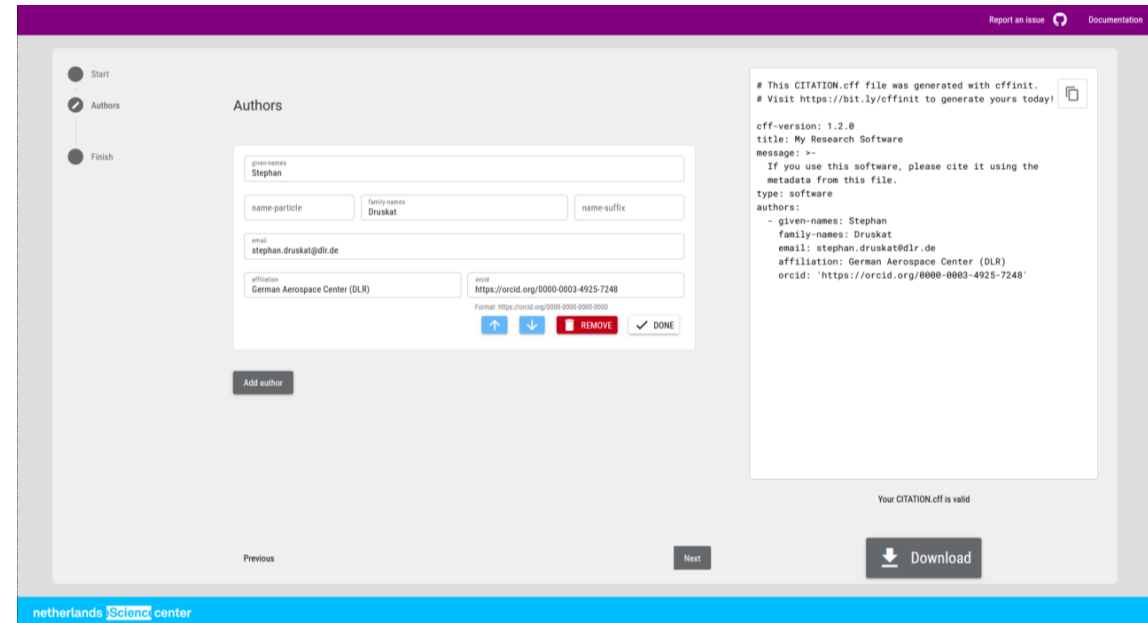 Report an issue
Documentation
Start
Authors
Finish
Authors
given-names
Stephan
name-particle
family-names
Druskat
name-suffix
email
stephan.druskat@dlr.de
affiliation
German Aerospace Center (DLR)
orcid
https://orcid.org/0000-0003-4925-7248
Format: https://orcid.org/0000-0000-0000-0000
REMOVE
DONE
Add author
Previous
Next
# This CITATION.cff file was generated with cffinit.
# Visit https://bit.ly/cffinit to generate yours today!
cff-version: 1.2.0
title: My Research Software
message: >-
  If you use this software, please cite it using the
  metadata from this file.
type: software
authors:
  - given-names: Stephan
    family-names: Druskat
    email: stephan.druskat@dlr.de
    affiliation: German Aerospace Center (DLR)
    orcid: 'https://orcid.org/0000-0003-4925-7248'
Your CITATION.cff is valid
Download
netherlands eScience center